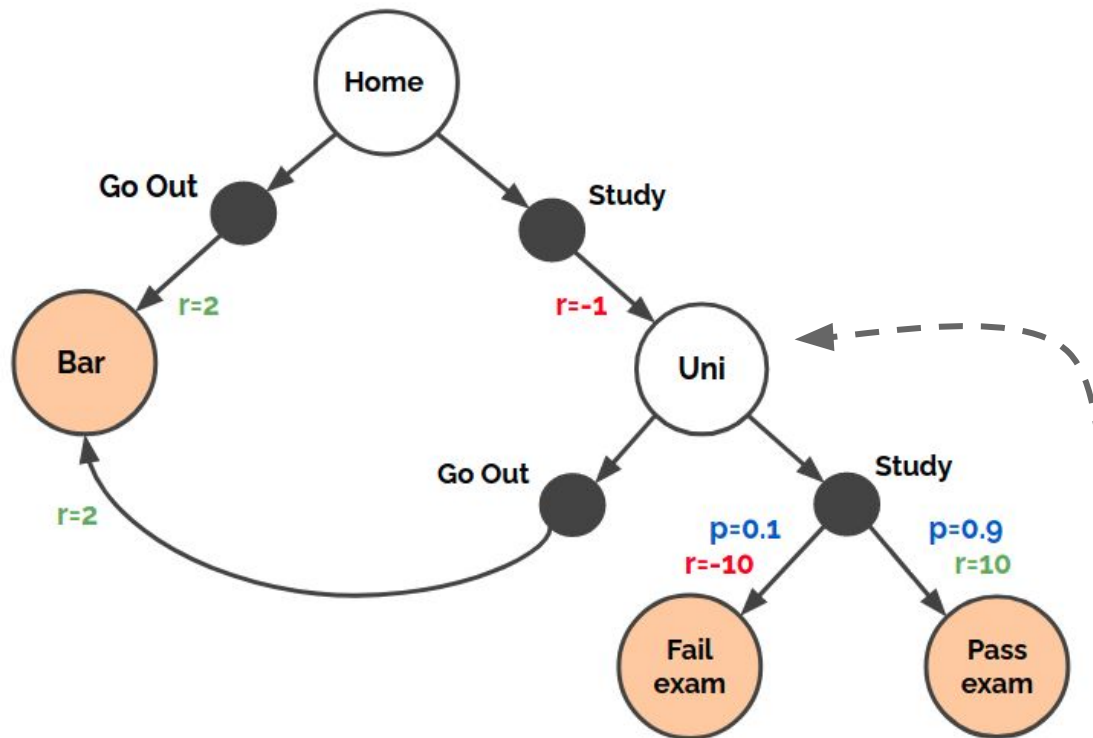 Home
Go Out
Study
r=2
r=-1
Bar
Uni
Go Out
Study
r=2
p=0.1
r=-10
p=0.9
r=10
Fail
exam
Pass
exam